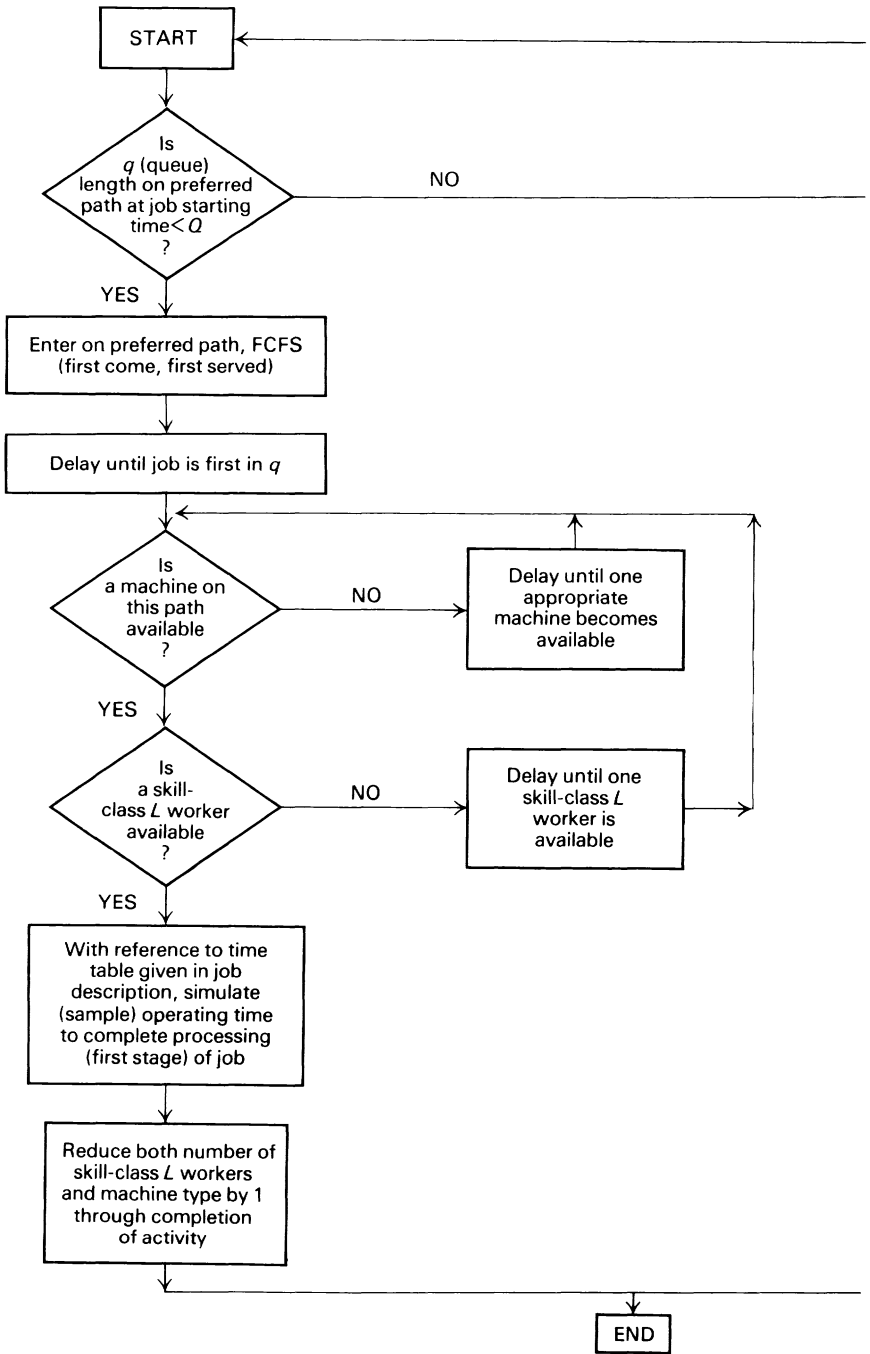 START
Is
q (queue)
length on preferred
path at job starting
time< Q
?
NO
YES
Enter on preferred path, FCFS
(first come, first served)
Delay until job is first in q
Is
a machine on
this path
available
?
NO
Delay until one
appropriate
machine becomes
available
YES
Is
a skill-
class L worker
available
?
NO
Delay until one
skill-class L
worker is
available
YES
With reference to time
table given in job
description, simulate
(sample) operating time
to complete processing
(first stage) of job
Reduce both number of
skill-class L workers
and machine type by 1
through completion
of activity
END